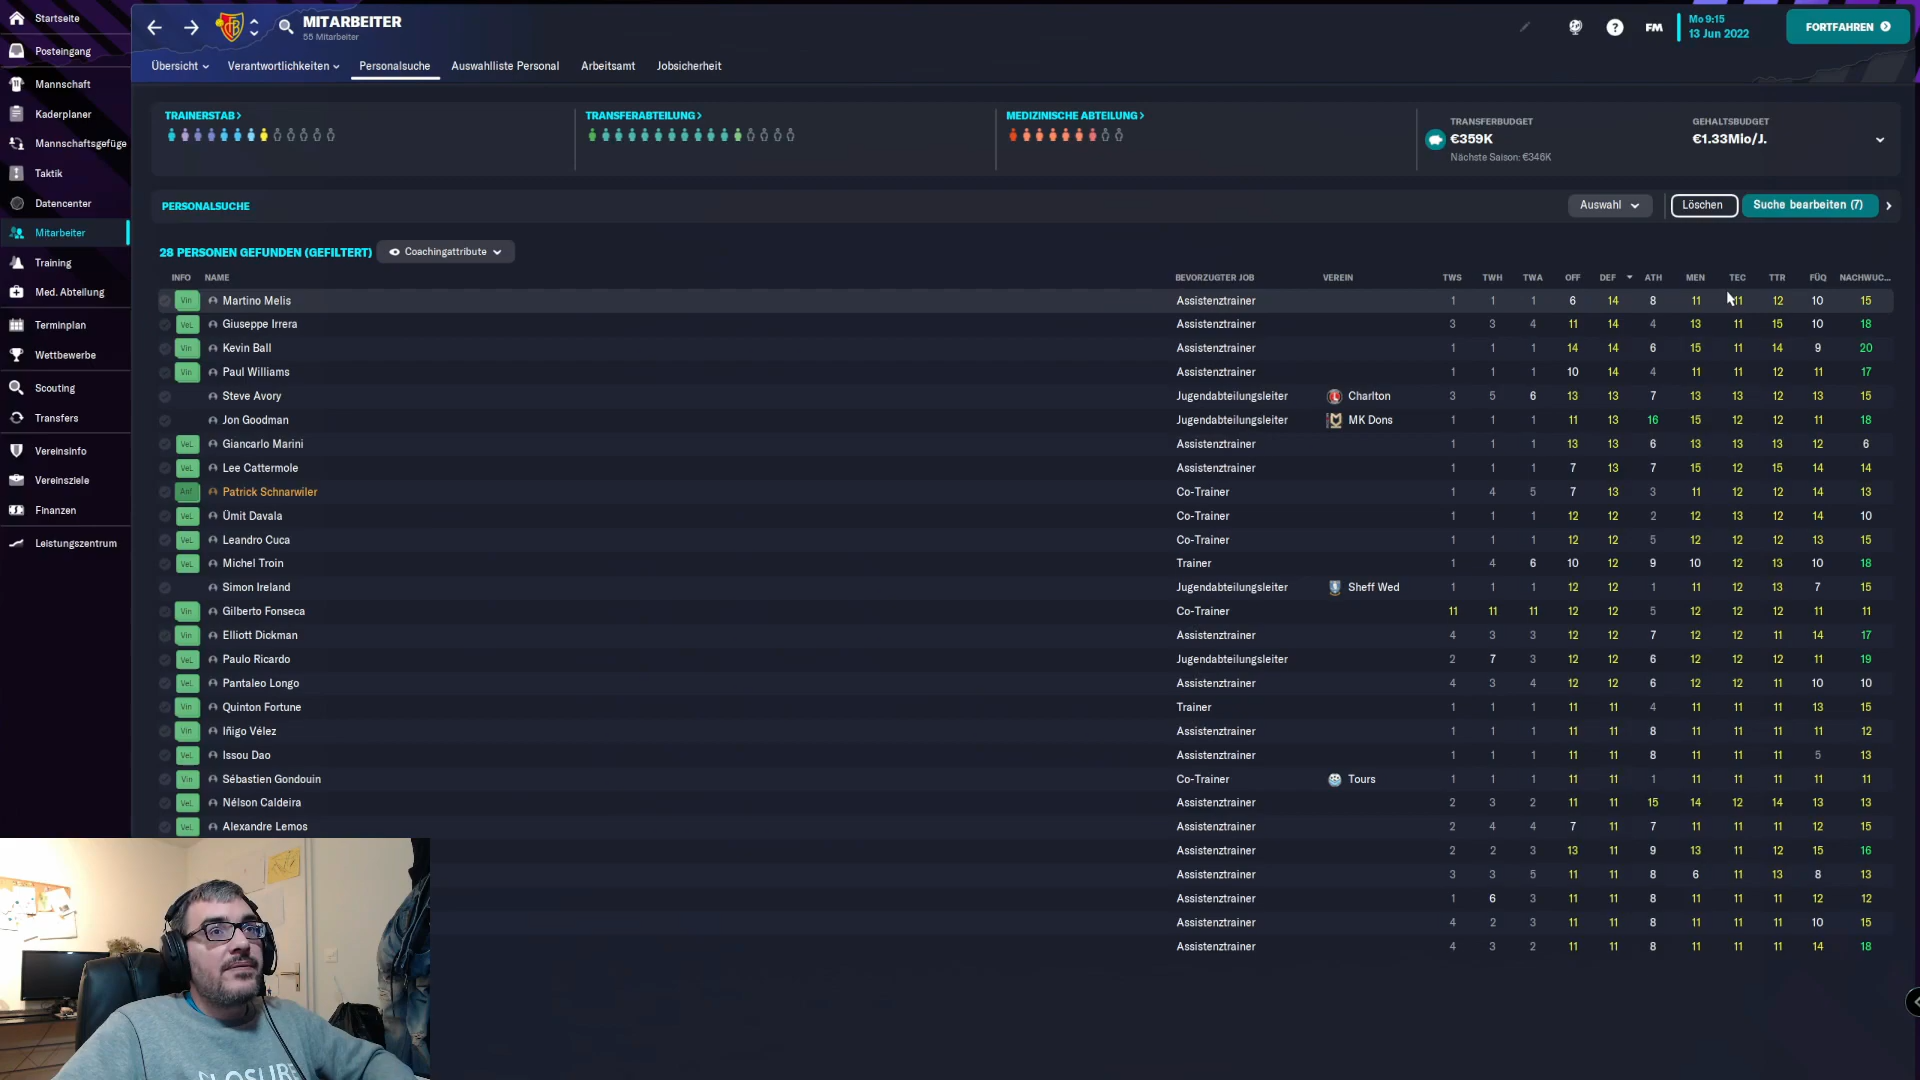 Startseite
Posteingang
Mannschaft
Kaderplaner
Mannschaftsgefüge
Taktik
Datencenter
Mitarbeiter
Training
Med. Abteilung
Terminplan
Wettbewerbe
Scouting
Transfers
Vereinsinfo
Vereinsziele
Finanzen
Leistungszentrum
MITARBEITER
55 Mitarbeiter
FM
Mo 9:15
13 Jun 2022
FORTFAHREN
Übersicht Verantwortlichkeiten Personalsuche Auswahlliste Personal Arbeitsamt Jobsicherheit
TRAINERSTAB
TRANSFERABTEILUNG
MEDIZINISCHE ABTEILUNG
TRANSFERBUDGET
€359K
Nächste Saison: €346K
GEHALTSBUDGET
€1.33Mio/J.
PERSONALSUCHE
Auswahl Löschen Suche bearbeiten (7)
28 PERSONEN GEFUNDEN (GEFILTERT) Coachingattribute
INFO NAME BEVORZUGTER JOB VEREIN TWS TWH TWA OFF DEF ATH MEN TEC TTR FÜQ NACHWUC...
Vin Martino Melis Assistenztrainer 1 1 1 6 14 8 11 11 12 10 15
VeL Giuseppe Irrera Assistenztrainer 3 3 4 11 14 4 13 11 15 10 18
Vin Kevin Ball Assistenztrainer 1 1 1 14 14 6 15 11 14 9 20
Vin Paul Williams Assistenztrainer 1 1 1 10 14 4 11 11 12 11 17
Steve Avory Jugendabteilungsleiter Charlton 3 5 6 13 13 7 13 13 12 13 15
Jon Goodman Jugendabteilungsleiter MK Dons 1 1 1 11 13 16 15 12 12 11 18
VeL Giancarlo Marini Assistenztrainer 1 1 1 13 13 6 13 13 13 12 6
VeL Lee Cattermole Assistenztrainer 1 1 1 7 13 7 15 12 15 14 14
Anf Patrick Schnarwiler Co-Trainer 1 4 5 7 13 3 11 12 12 14 13
VeL Ümit Davala Co-Trainer 1 1 1 12 12 2 12 13 12 14 10
VeL Leandro Cuca Co-Trainer 1 1 1 12 12 5 12 12 12 13 15
VeL Michel Troin Trainer 1 4 6 10 12 9 10 12 13 10 18
Simon Ireland Jugendabteilungsleiter Sheff Wed 1 1 1 12 12 1 11 12 13 7 15
Vin Gilberto Fonseca Co-Trainer 11 11 11 12 12 5 12 12 12 11 11
Vin Elliott Dickman Assistenztrainer 4 3 3 12 12 7 12 12 11 14 17
VeL Paulo Ricardo Jugendabteilungsleiter 2 7 3 12 12 6 12 12 12 11 19
VeL Pantaleo Longo Assistenztrainer 4 3 4 12 12 6 12 12 11 10 10
Vin Quinton Fortune Trainer 1 1 1 11 11 4 11 11 11 13 15
Vin Iñigo Vélez Assistenztrainer 1 1 1 11 11 8 11 11 11 11 12
VeL Issou Dao Assistenztrainer 1 1 1 11 11 8 11 11 11 5 13
Vin Sébastien Gondouin Co-Trainer Tours 1 1 1 11 11 1 11 11 11 11 11
VeL Nélson Caldeira Assistenztrainer 2 3 2 11 11 15 14 12 14 13 13
VeL Alexandre Lemos Assistenztrainer 2 4 4 7 11 7 11 11 11 12 15
Assistenztrainer 2 2 3 13 11 9 13 11 12 15 16
Assistenztrainer 3 3 5 11 11 8 6 11 13 8 13
Assistenztrainer 1 6 3 11 11 8 11 11 11 12 12
Assistenztrainer 4 2 3 11 11 8 11 11 11 10 15
Assistenztrainer 4 3 2 11 11 8 11 11 11 14 18